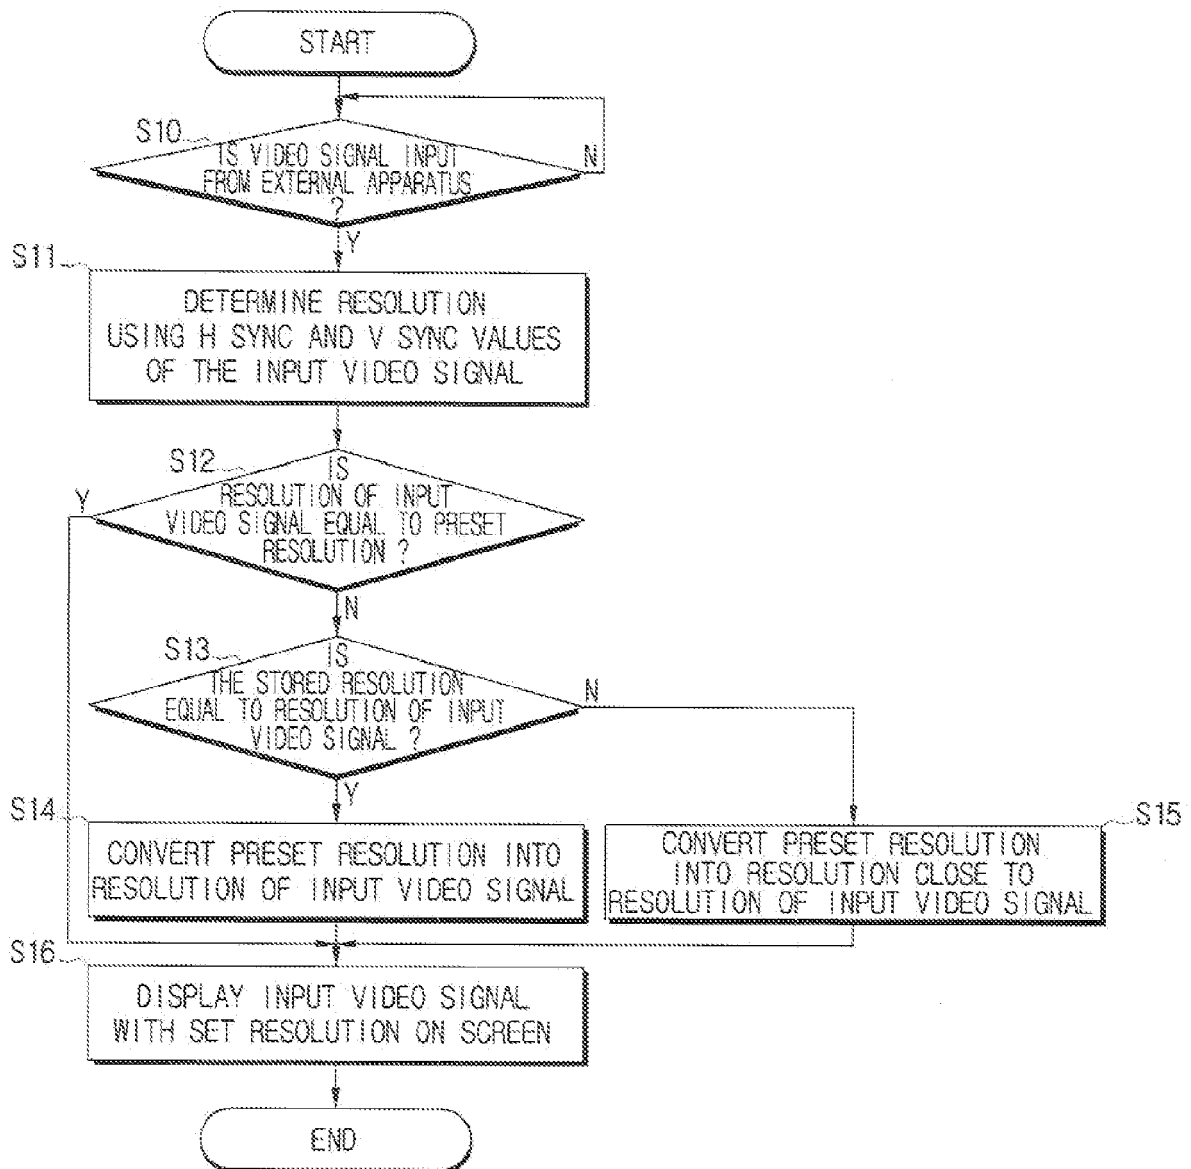 START
S10
IS VIDEO SIGNAL INPUT
FROM EXTERNAL APPARATUS
?
N
Y
S11
DETERMINE RESOLUTION
USING H SYNC AND V SYNC VALUES
OF THE INPUT VIDEO SIGNAL
S12
IS
RESOLUTION OF INPUT
VIDEO SIGNAL EQUAL TO PRESET
RESOLUTION ?
Y
N
S13
IS
THE STORED RESOLUTION
EQUAL TO RESOLUTION OF INPUT
VIDEO SIGNAL ?
N
Y
S14
CONVERT PRESET RESOLUTION INTO
RESOLUTION OF INPUT VIDEO SIGNAL
S15
CONVERT PRESET RESOLUTION
INTO RESOLUTION CLOSE TO
RESOLUTION OF INPUT VIDEO SIGNAL
S16
DISPLAY INPUT VIDEO SIGNAL
WITH SET RESOLUTION ON SCREEN
END